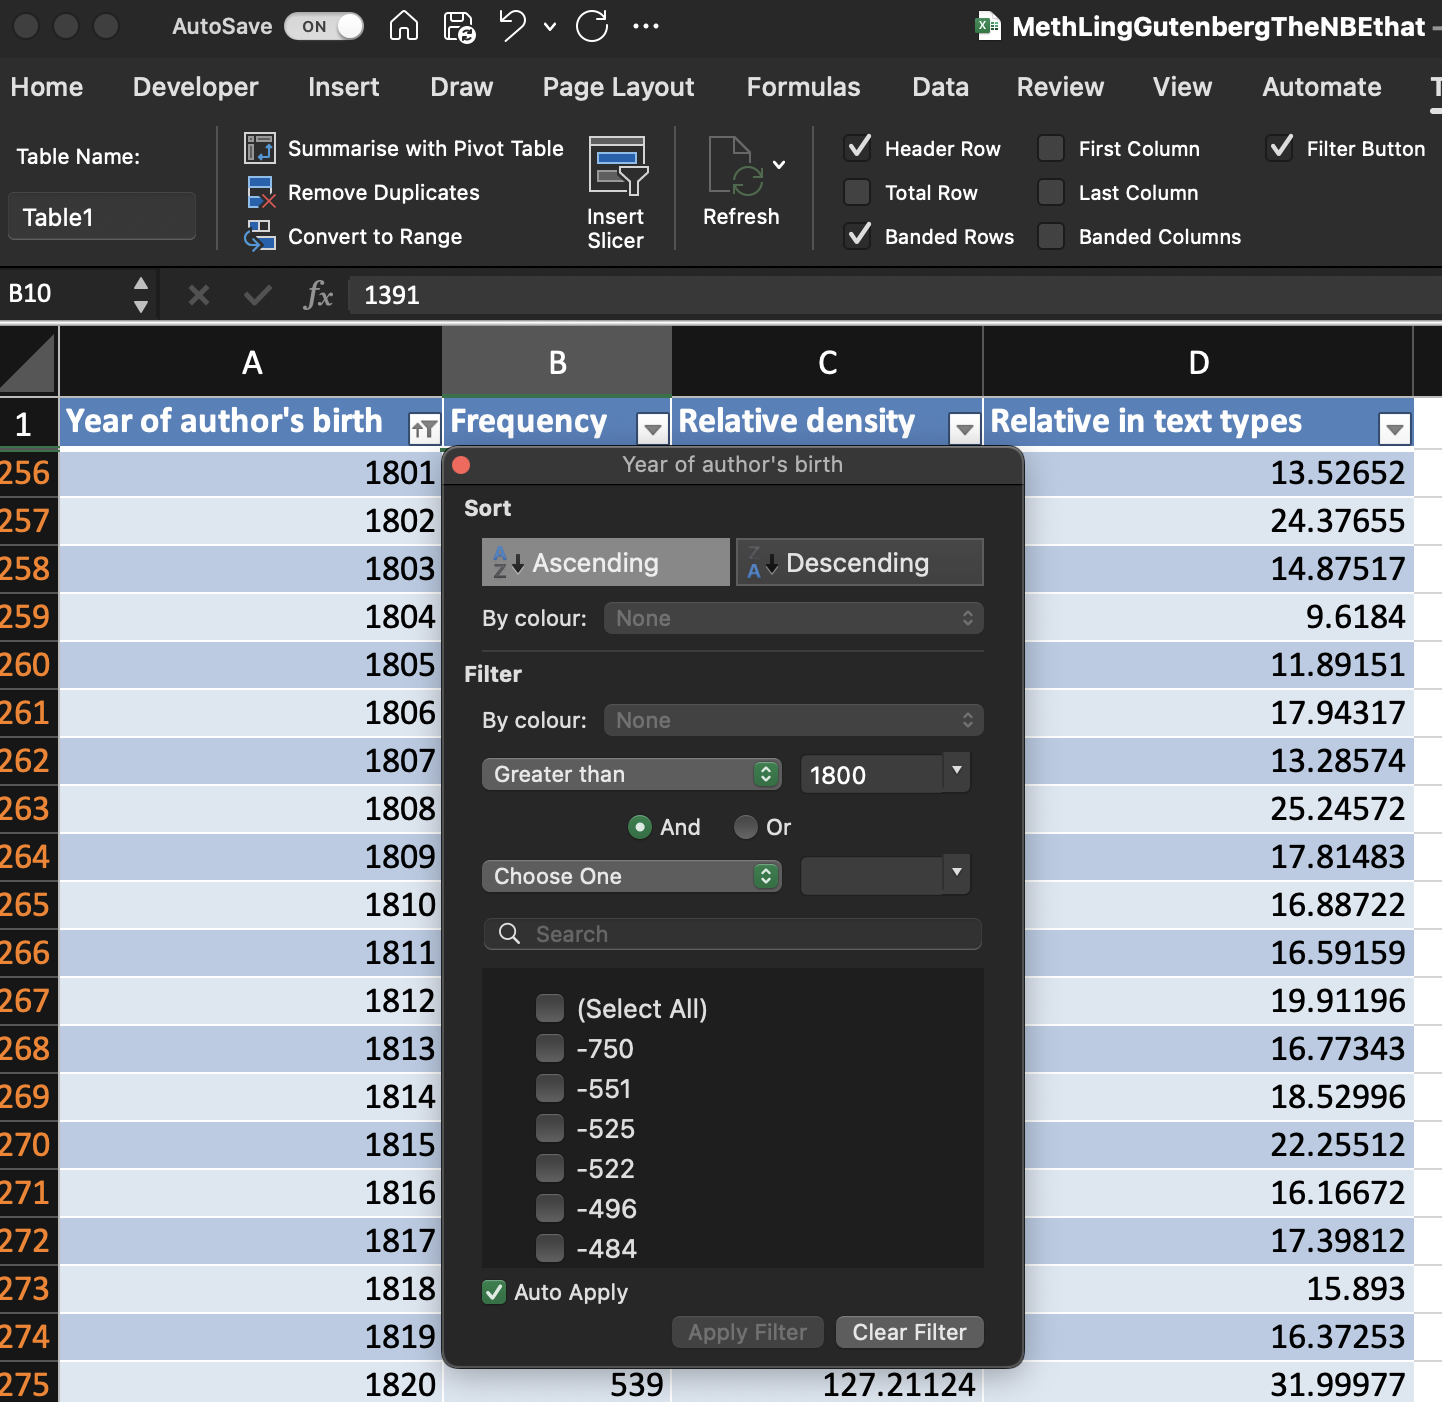 AutoSave ON MethLingGutenbergTheNBEthat –
Home Developer Insert Draw Page Layout Formulas Data Review View Automate
Table Name:
Table1
Summarise with Pivot Table
Remove Duplicates
Convert to Range
Insert
Slicer
Refresh
Header Row First Column Filter Button
Total Row Last Column
Banded Rows Banded Columns
B10 fx 1391
A B C D
1 Year of author's birth Frequency Relative density Relative in text types
256 1801 13.52652
257 1802 24.37655
258 1803 14.87517
259 1804 9.6184
260 1805 11.89151
261 1806 17.94317
262 1807 13.28574
263 1808 25.24572
264 1809 17.81483
265 1810 16.88722
266 1811 16.59159
267 1812 19.91196
268 1813 16.77343
269 1814 18.52996
270 1815 22.25512
271 1816 16.16672
272 1817 17.39812
273 1818 15.893
274 1819 16.37253
275 1820 539 127.21124 31.99977
Year of author's birth
Sort
A Z Ascending Z A Descending
By colour: None
Filter
By colour: None
Greater than 1800
And Or
Choose One
Search
(Select All)
-750
-551
-525
-522
-496
-484
Auto Apply
Apply Filter Clear Filter